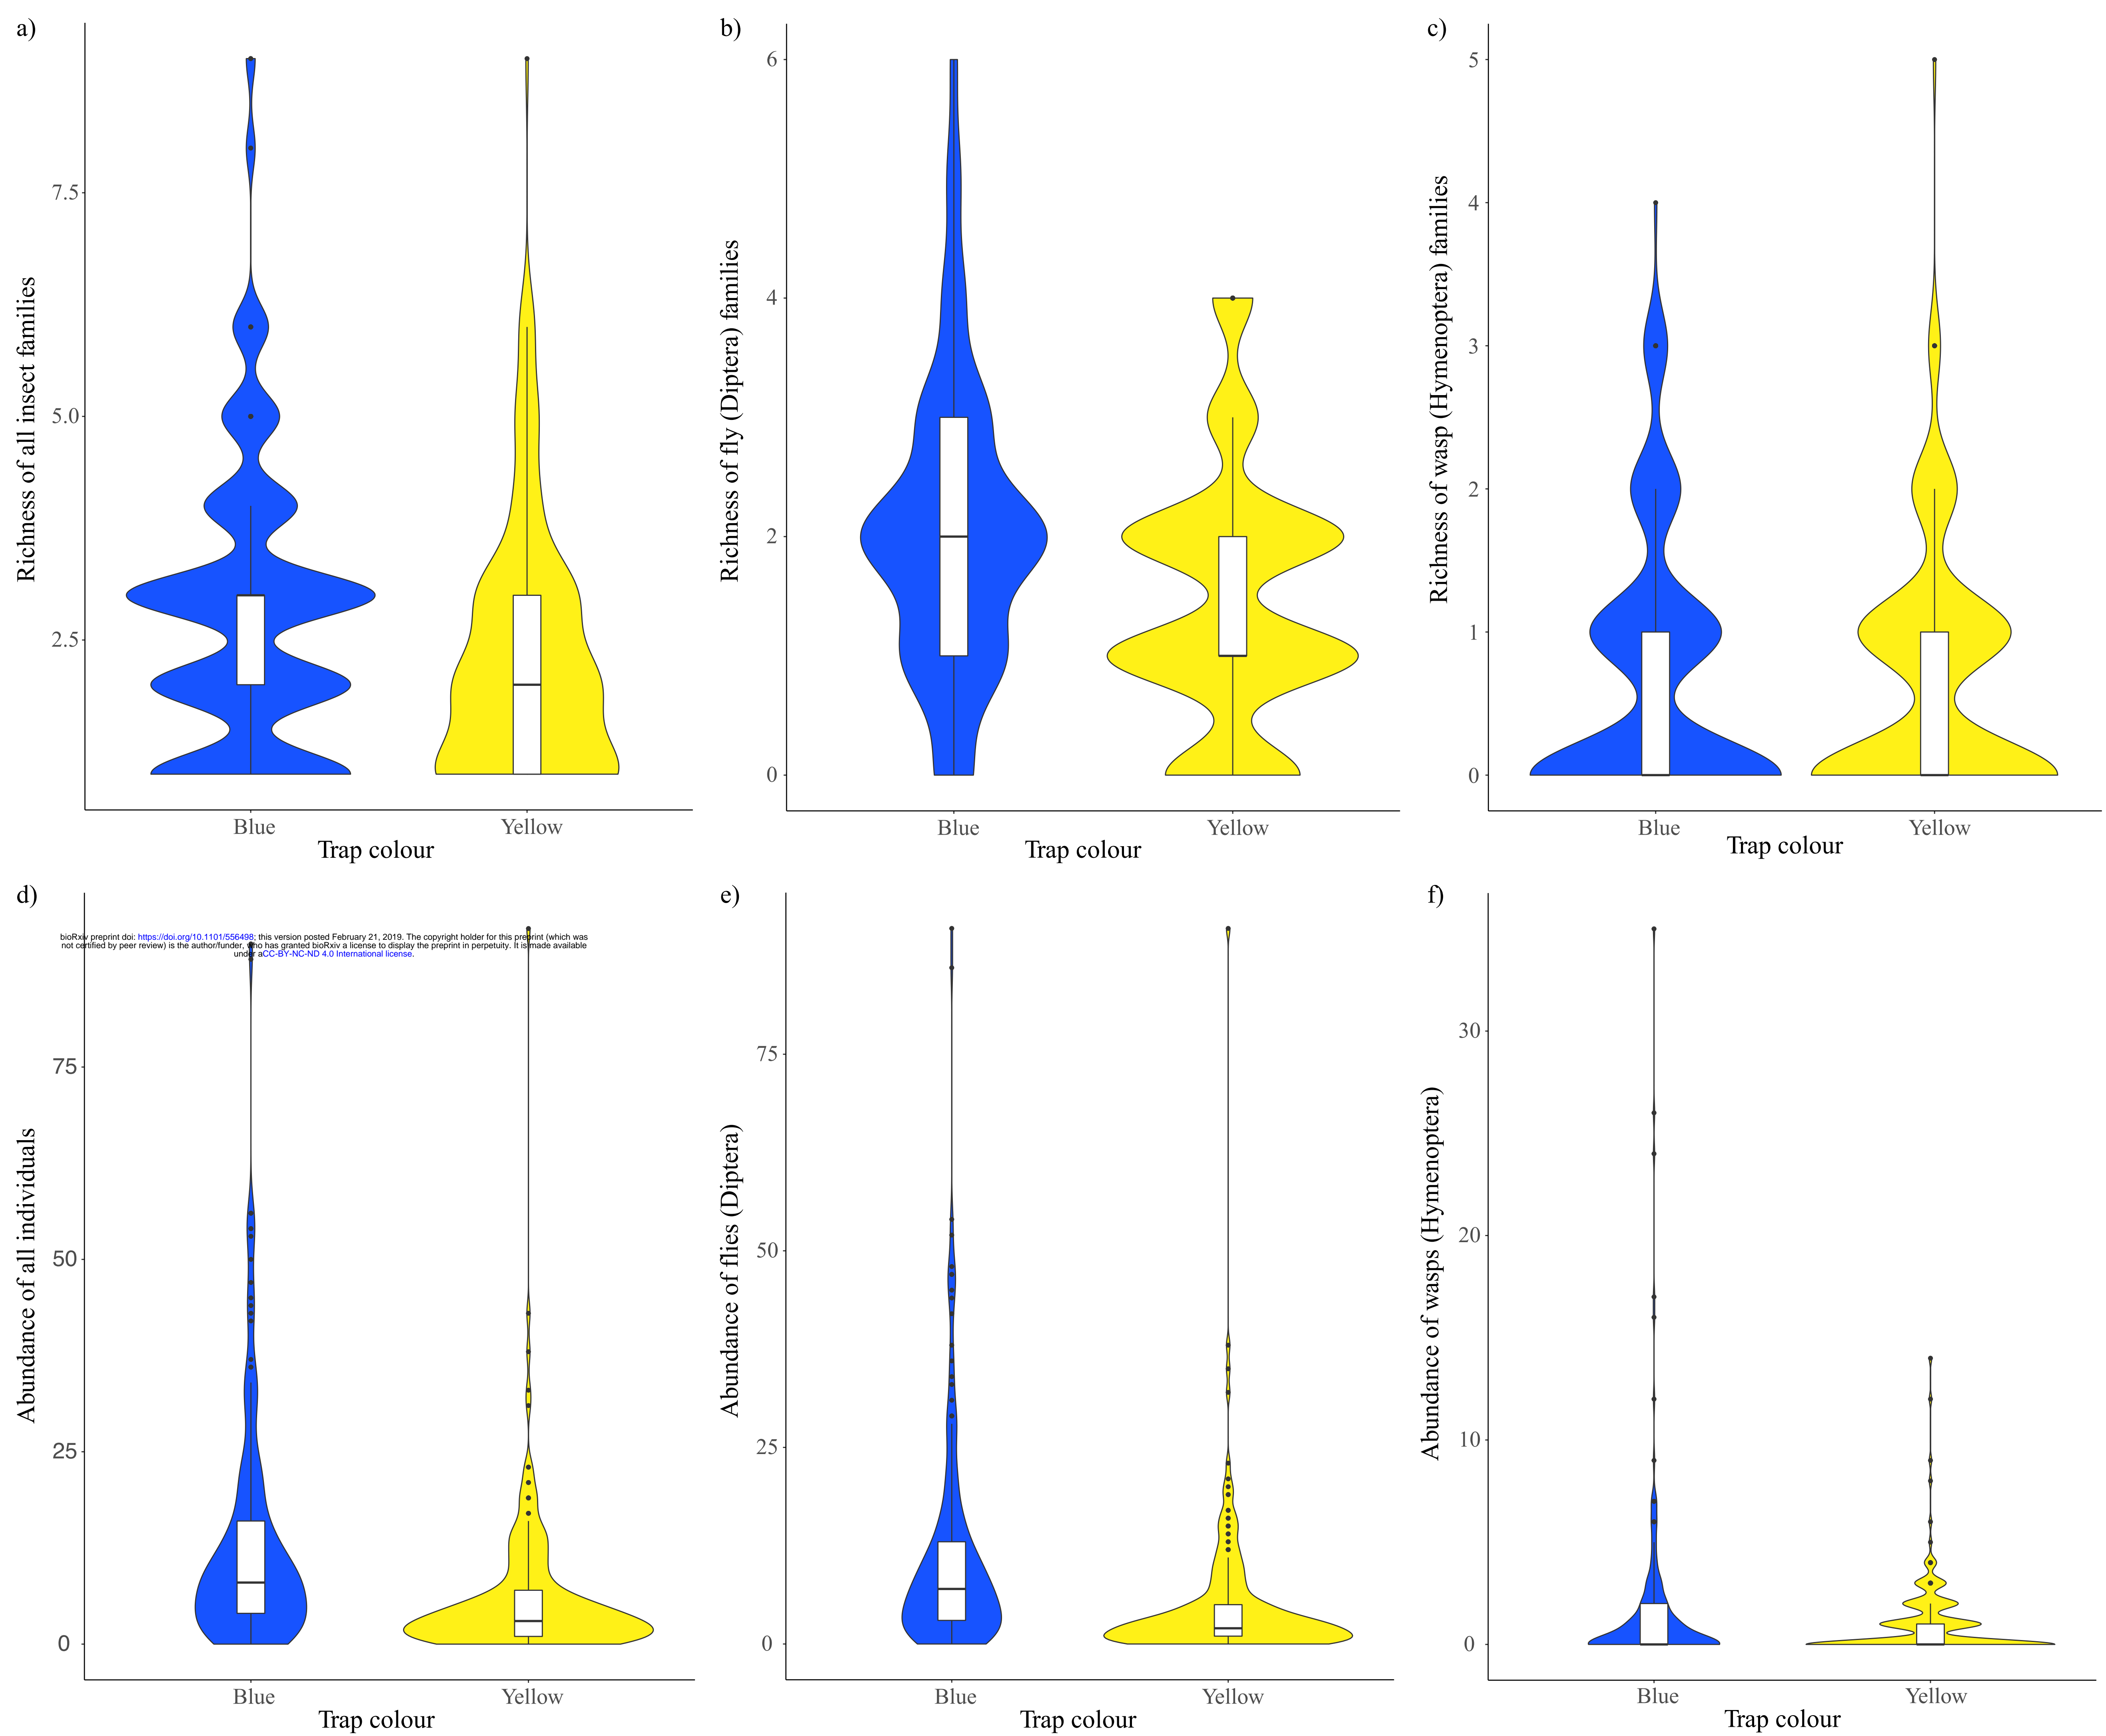 a)
Richness of all insect families
7.5
5.0
2.5
Blue
Yellow
Trap colour
b)
Richness of fly (Diptera) families
6
4
2
0
Blue
Yellow
Trap colour
c)
Richness of wasp (Hymenoptera) families
5
4
3
2
1
0
Blue
Yellow
Trap colour
d)
bioRxiv preprint doi: https://doi.org/10.1101/556498; this version posted February 21, 2019. The copyright holder for this preprint (which was
not certified by peer review) is the author/funder, who has granted bioRxiv a license to display the preprint in perpetuity. It is made available
under aCC-BY-NC-ND 4.0 International license.
Abundance of all individuals
75
50
25
0
Blue
Yellow
Trap colour
e)
Abundance of flies (Diptera)
75
50
25
0
Blue
Yellow
Trap colour
f)
Abundance of wasps (Hymenoptera)
30
20
10
0
Blue
Yellow
Trap colour